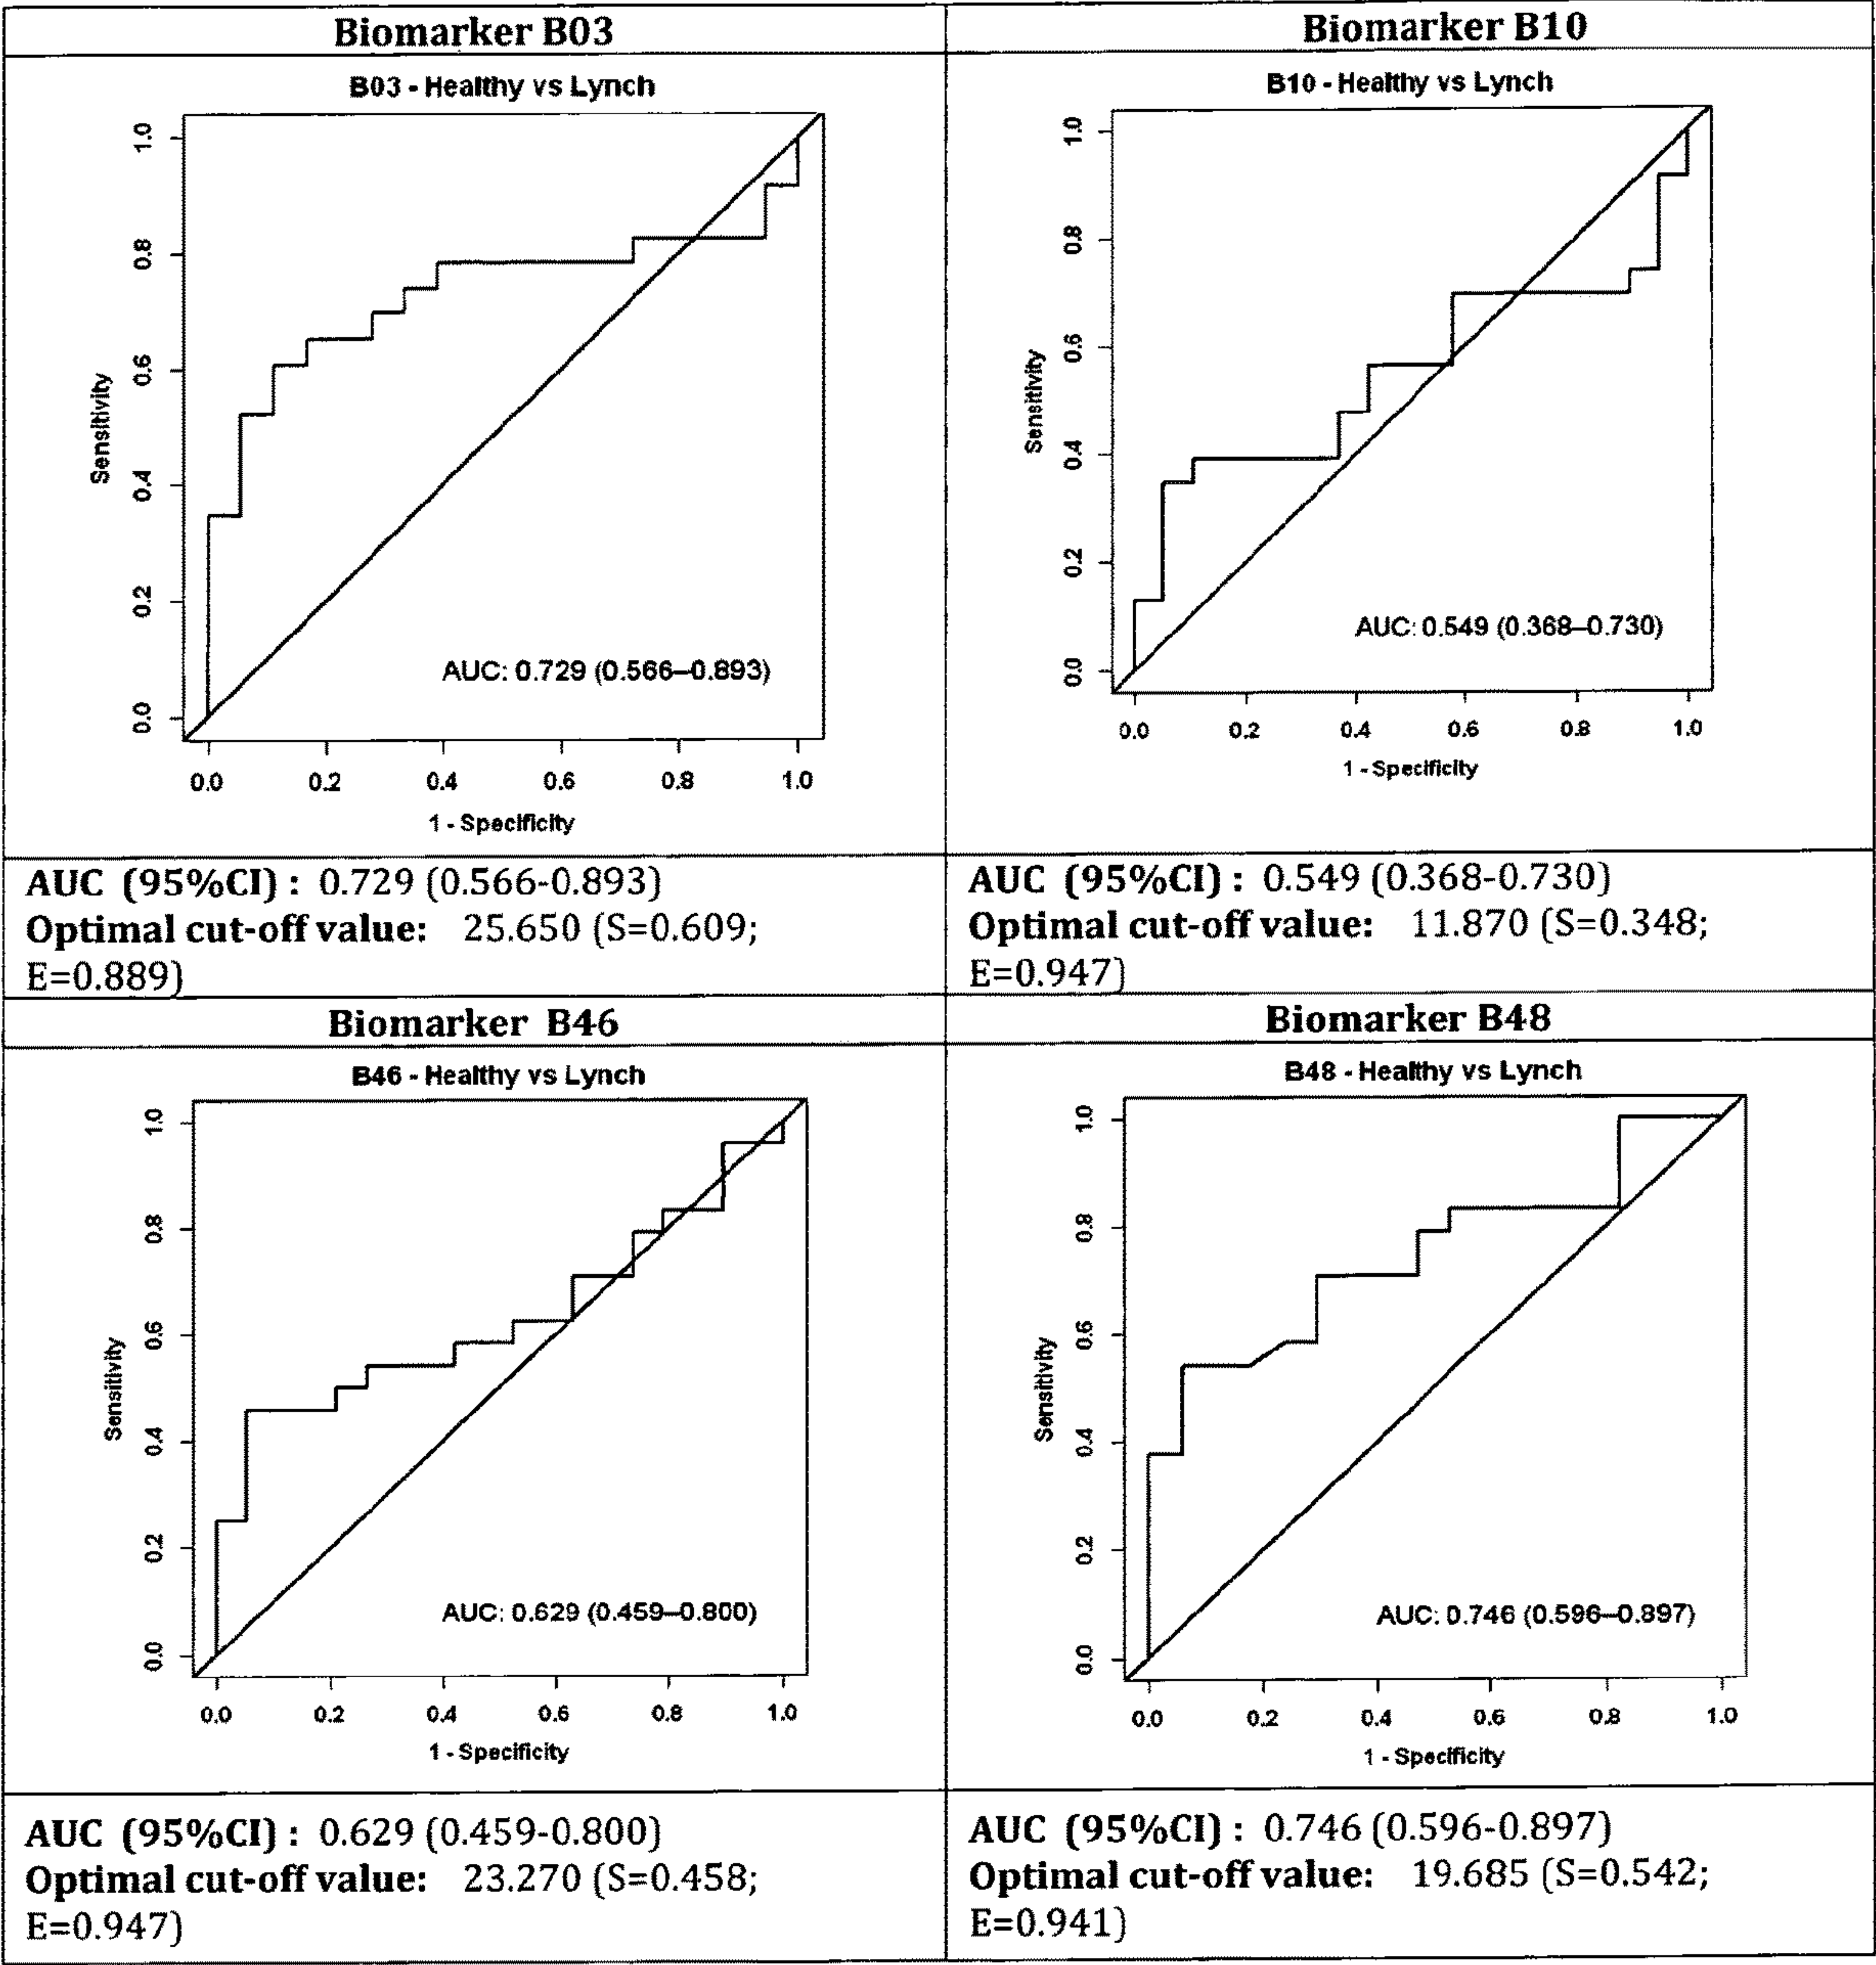 Biomarker B03
B03 - Healthy vs Lynch
1.0
0.8
0.6
0.4
0.2
0.0
Sensitivity
AUC: 0.729 (0.566–0.893)
0.0 0.2 0.4 0.6 0.8 1.0
1 - Specificity
AUC (95%CI) : 0.729 (0.566-0.893)
Optimal cut-off value: 25.650 (S=0.609;
E=0.889)
Biomarker B10
B10 - Healthy vs Lynch
1.0
0.8
0.6
0.4
0.2
0.0
Sensitivity
AUC: 0.549 (0.368–0.730)
0.0 0.2 0.4 0.6 0.8 1.0
1 - Specificity
AUC (95%CI) : 0.549 (0.368-0.730)
Optimal cut-off value: 11.870 (S=0.348;
E=0.947)
Biomarker B46
B46 - Healthy vs Lynch
1.0
0.8
0.6
0.4
0.2
0.0
Sensitivity
AUC: 0.629 (0.459–0.800)
0.0 0.2 0.4 0.6 0.8 1.0
1 - Specificity
AUC (95%CI) : 0.629 (0.459-0.800)
Optimal cut-off value: 23.270 (S=0.458;
E=0.947)
Biomarker B48
B48 - Healthy vs Lynch
1.0
0.8
0.6
0.4
0.2
0.0
Sensitivity
AUC: 0.746 (0.596–0.897)
0.0 0.2 0.4 0.6 0.8 1.0
1 - Specificity
AUC (95%CI) : 0.746 (0.596-0.897)
Optimal cut-off value: 19.685 (S=0.542;
E=0.941)